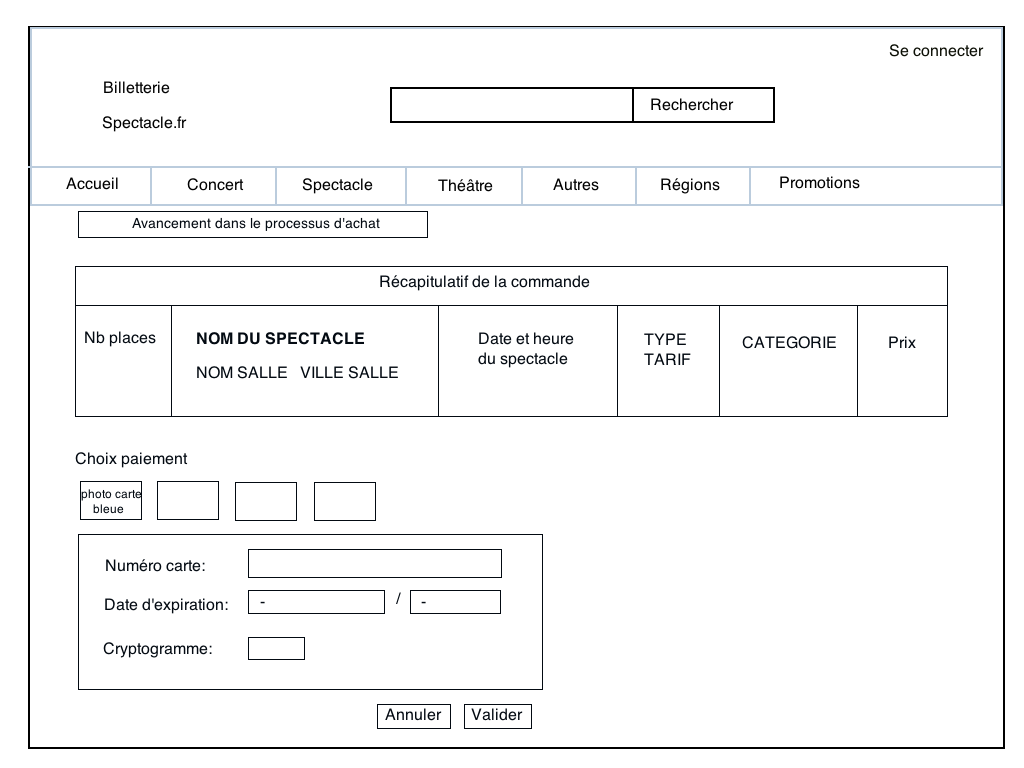 Se connecter
Billetterie
Spectacle.fr
Rechercher
Accueil
Concert
Spectacle
Théâtre
Autres
Régions
Promotions
Avancement dans le processus d'achat
Récapitulatif de la commande
Nb places
NOM DU SPECTACLE
NOM SALLE VILLE SALLE
Date et heure
du spectacle
TYPE
TARIF
CATEGORIE
Prix
Choix paiement
photo carte
bleue
Numéro carte:
Date d'expiration: - / -
Cryptogramme:
Annuler
Valider